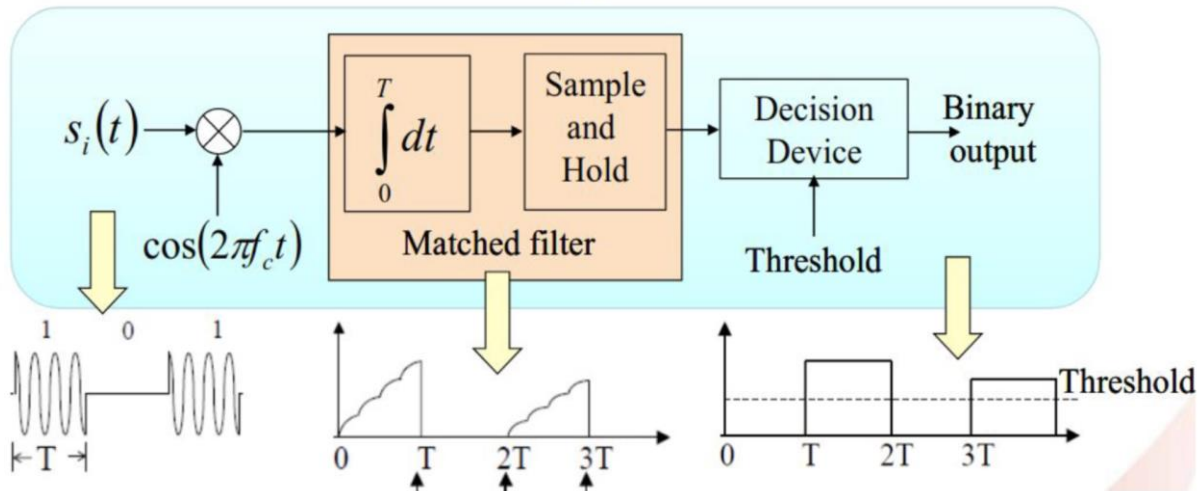 s_i(t)
cos(2πf_c t)
T
∫ dt
0
Sample
and
Hold
Matched filter
Decision
Device
Threshold
Binary
output
1 0 1
T
0 T 2T 3T
Threshold
0 T 2T 3T